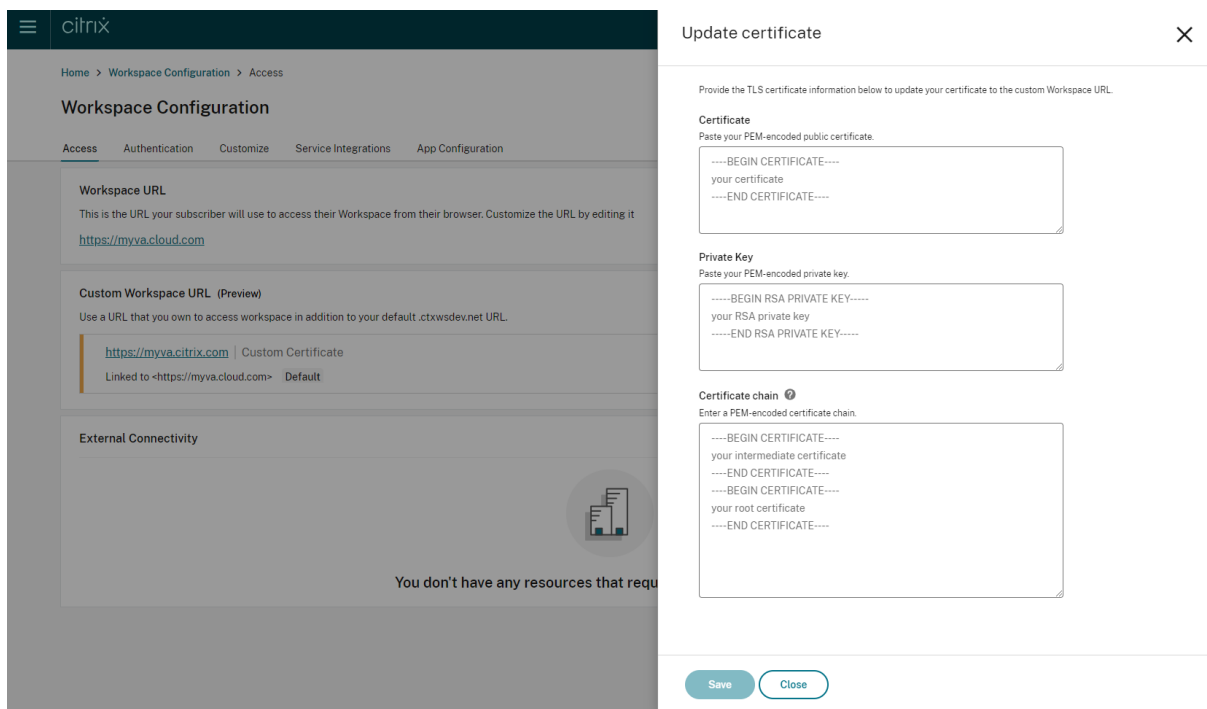 citrix
Home > Workspace Configuration > Access
Workspace Configuration
Access Authentication Customize Service Integrations App Configuration
Workspace URL
This is the URL your subscriber will use to access their Workspace from their browser. Customize the URL by editing it
https://myva.cloud.com
Custom Workspace URL (Preview)
Use a URL that you own to access workspace in addition to your default .ctxwsdev.net URL.
https://myva.citrix.com | Custom Certificate
Linked to <https://myva.cloud.com> Default
External Connectivity
You don't have any resources that requ
Update certificate
Provide the TLS certificate information below to update your certificate to the custom Workspace URL.
Certificate
Paste your PEM-encoded public certificate.
----BEGIN CERTIFICATE----
your certificate
----END CERTIFICATE----
Private Key
Paste your PEM-encoded private key.
-----BEGIN RSA PRIVATE KEY-----
your RSA private key
-----END RSA PRIVATE KEY-----
Certificate chain ?
Enter a PEM-encoded certificate chain.
----BEGIN CERTIFICATE----
your intermediate certificate
----END CERTIFICATE----
----BEGIN CERTIFICATE----
your root certificate
----END CERTIFICATE----
Save Close